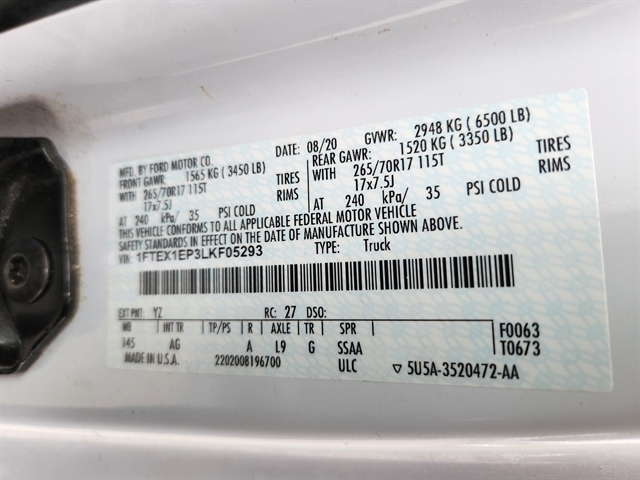 MFD. BY FORD MOTOR CO.
DATE: 08/20 GVWR: 2948 KG ( 6500 LB)
FRONT GAWR: 1565 KG ( 3450 LB) REAR GAWR: 1520 KG ( 3350 LB)
WITH 265/70R17 115T TIRES WITH 265/70R17 115T TIRES
17x7.5J RIMS 17x7.5J RIMS
AT 240 kPa/ 35 PSI COLD AT 240 kPa/ 35 PSI COLD
THIS VEHICLE CONFORMS TO ALL APPLICABLE FEDERAL MOTOR VEHICLE
SAFETY STANDARDS IN EFFECT ON THE DATE OF MANUFACTURE SHOWN ABOVE.
VIN: 1FTEX1EP3LKF05293 TYPE: Truck
EXT PNT: YZ RC: 27 DSO:
WB INT TR TP/PS R AXLE TR SPR F0063
145 AG A L9 G SSAA T0673
MADE IN U.S.A. 2202008196700 ULC 5U5A-3520472-AA